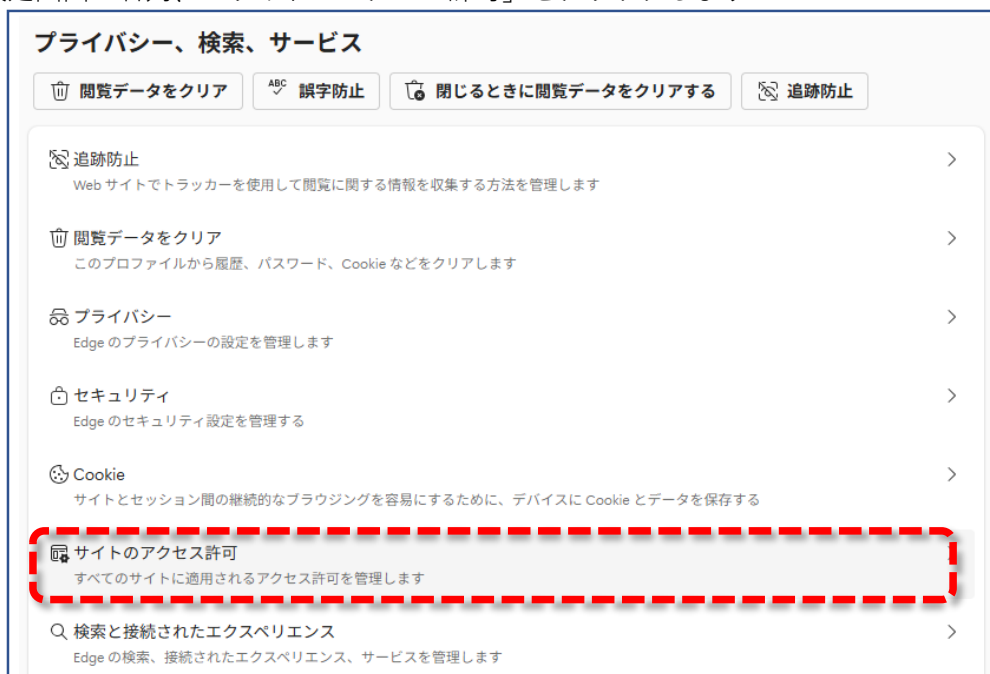 プライバシー、検索、サービス
閲覧データをクリア ABC 誤字防止 閉じるときに閲覧データをクリアする 追跡防止
追跡防止
Web サイトでトラッカーを使用して閲覧に関する情報を収集する方法を管理します
閲覧データをクリア
このプロファイルから履歴、パスワード、Cookie などをクリアします
プライバシー
Edge のプライバシーの設定を管理します
セキュリティ
Edge のセキュリティ設定を管理する
Cookie
サイトとセッション間の継続的なブラウジングを容易にするために、デバイスに Cookie とデータを保存する
サイトのアクセス許可
すべてのサイトに適用されるアクセス許可を管理します
検索と接続されたエクスペリエンス
Edge の検索、接続されたエクスペリエンス、サービスを管理します